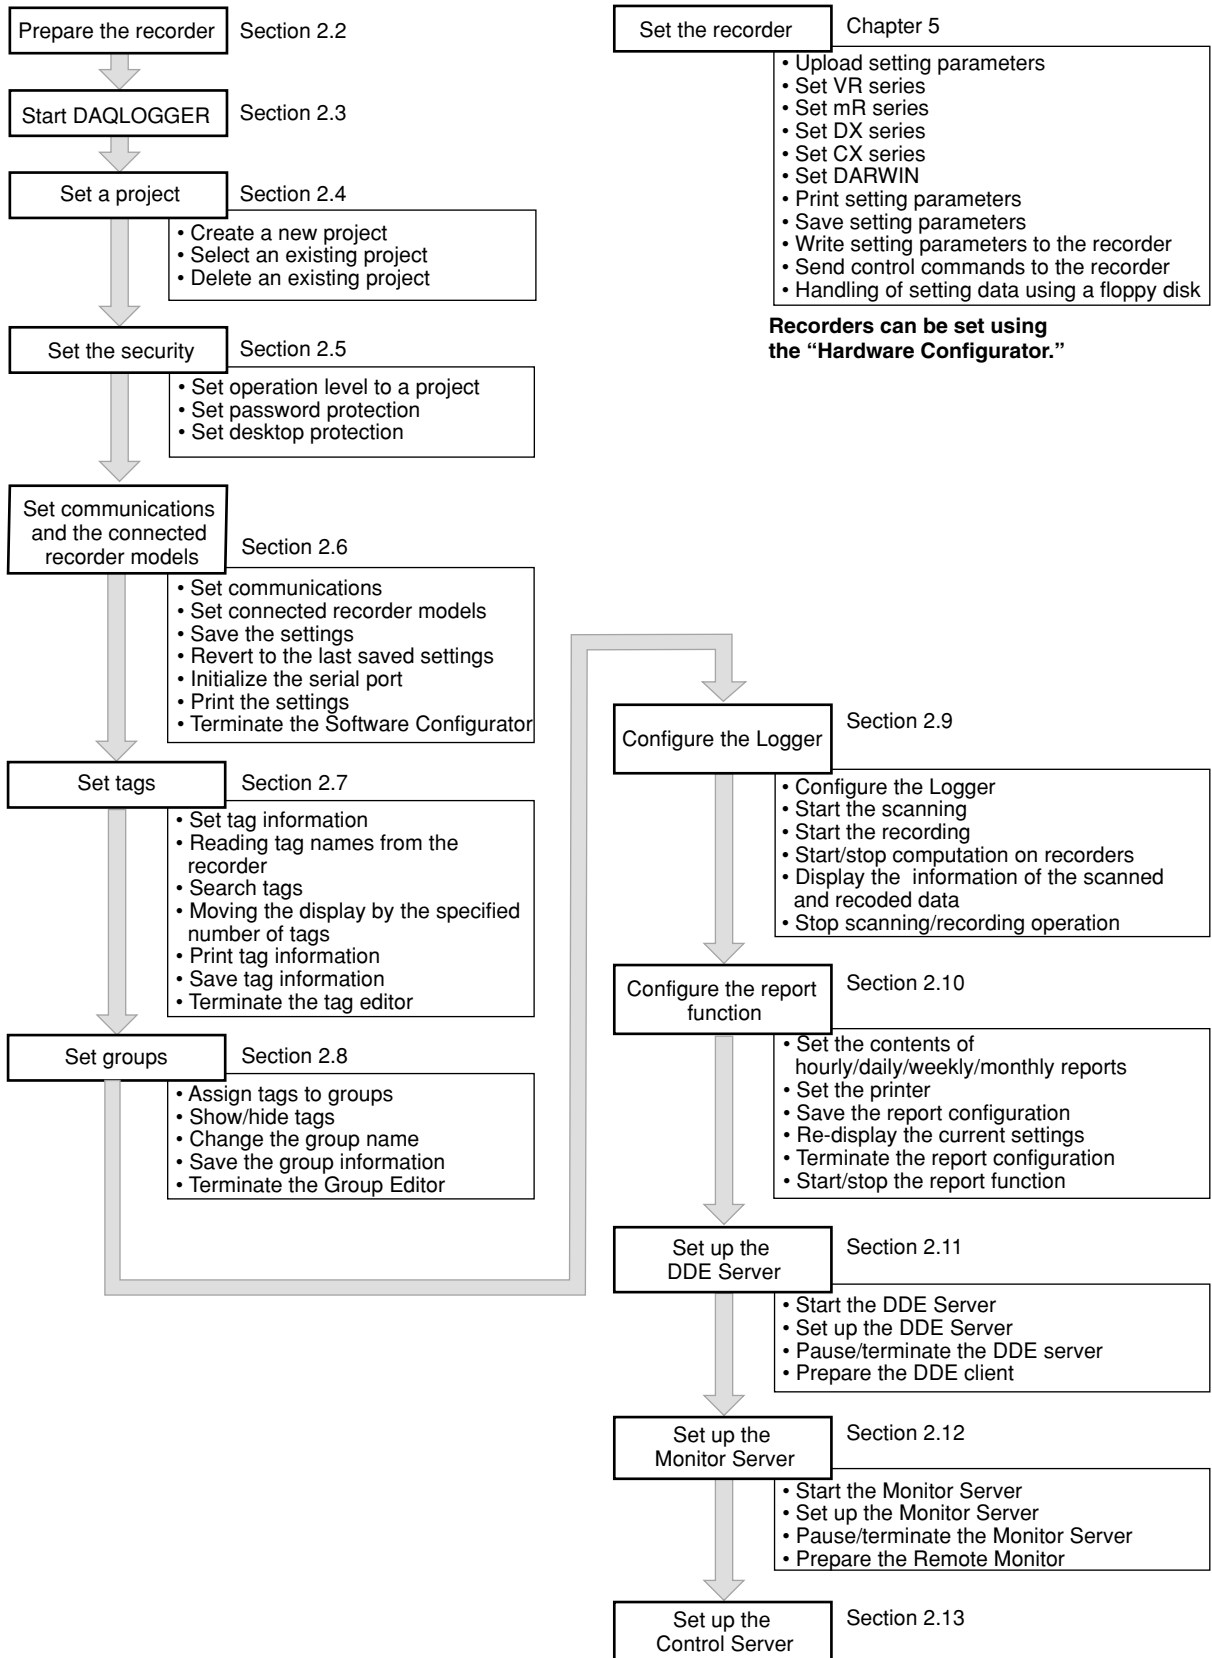 Prepare the recorder
Section 2.2
Start DAQLOGGER
Section 2.3
Set a project
Section 2.4
• Create a new project
• Select an existing project
• Delete an existing project
Set the security
Section 2.5
• Set operation level to a project
• Set password protection
• Set desktop protection
Set communications
and the connected
recorder models
Section 2.6
• Set communications
• Set connected recorder models
• Save the settings
• Revert to the last saved settings
• Initialize the serial port
• Print the settings
• Terminate the Software Configurator
Set tags
Section 2.7
• Set tag information
• Reading tag names from the
recorder
• Search tags
• Moving the display by the specified
number of tags
• Print tag information
• Save tag information
• Terminate the tag editor
Set groups
Section 2.8
• Assign tags to groups
• Show/hide tags
• Change the group name
• Save the group information
• Terminate the Group Editor
Set the recorder
Chapter 5
• Upload setting parameters
• Set VR series
• Set mR series
• Set DX series
• Set CX series
• Set DARWIN
• Print setting parameters
• Save setting parameters
• Write setting parameters to the recorder
• Send control commands to the recorder
• Handling of setting data using a floppy disk
Recorders can be set using
the “Hardware Configurator.”
Configure the Logger
Section 2.9
• Configure the Logger
• Start the scanning
• Start the recording
• Start/stop computation on recorders
• Display the information of the scanned
and recoded data
• Stop scanning/recording operation
Configure the report
function
Section 2.10
• Set the contents of
hourly/daily/weekly/monthly reports
• Set the printer
• Save the report configuration
• Re-display the current settings
• Terminate the report configuration
• Start/stop the report function
Set up the
DDE Server
Section 2.11
• Start the DDE Server
• Set up the DDE Server
• Pause/terminate the DDE server
• Prepare the DDE client
Set up the
Monitor Server
Section 2.12
• Start the Monitor Server
• Set up the Monitor Server
• Pause/terminate the Monitor Server
• Prepare the Remote Monitor
Set up the
Control Server
Section 2.13